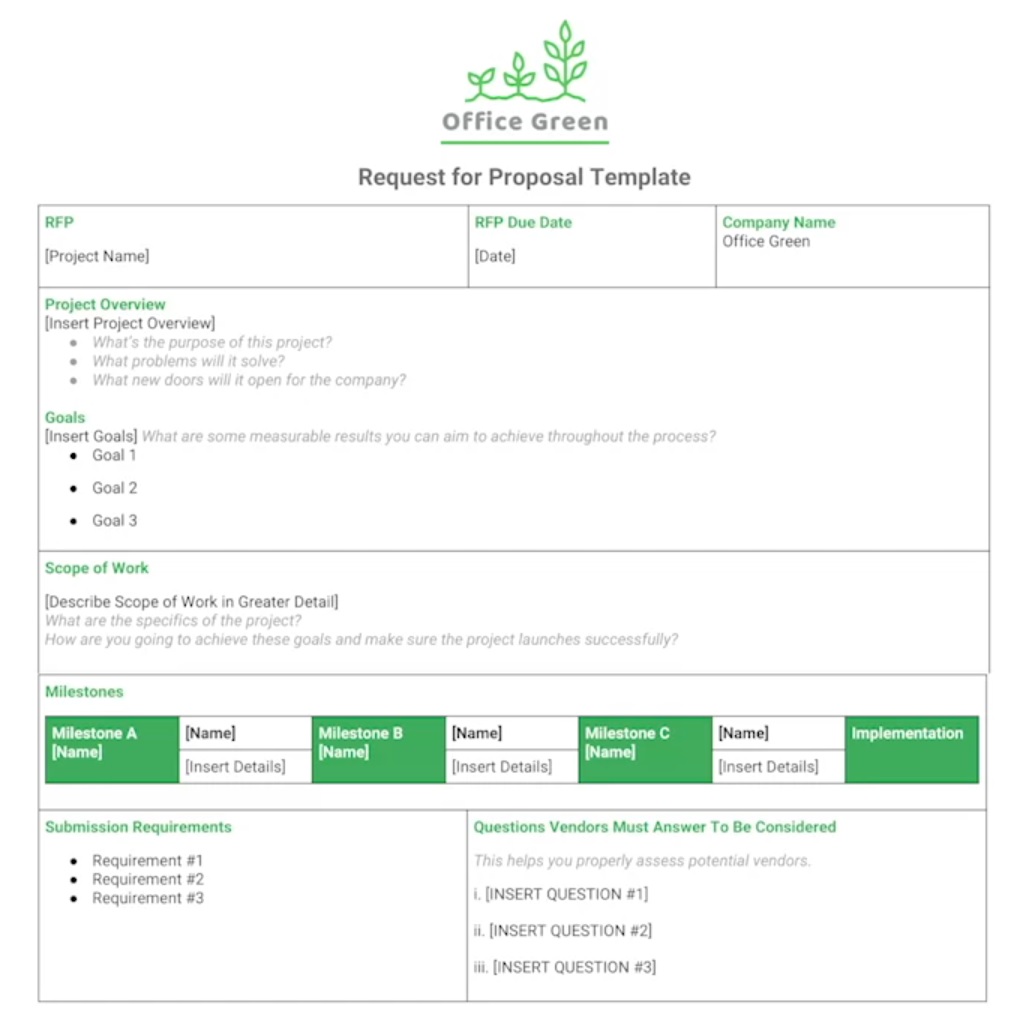 Office Green
Request for Proposal Template
RFP
[Project Name]
RFP Due Date
[Date]
Company Name
Office Green
Project Overview
[Insert Project Overview]
● What's the purpose of this project?
● What problems will it solve?
● What new doors will it open for the company?
Goals
[Insert Goals] What are some measurable results you can aim to achieve throughout the process?
● Goal 1
● Goal 2
● Goal 3
Scope of Work
[Describe Scope of Work in Greater Detail]
What are the specifics of the project?
How are you going to achieve these goals and make sure the project launches successfully?
Milestones
Milestone A
[Name]
[Name]
[Insert Details]
Milestone B
[Name]
[Name]
[Insert Details]
Milestone C
[Name]
[Name]
[Insert Details]
Implementation
Submission Requirements
● Requirement #1
● Requirement #2
● Requirement #3
Questions Vendors Must Answer To Be Considered
This helps you properly assess potential vendors.
i. [INSERT QUESTION #1]
ii. [INSERT QUESTION #2]
iii. [INSERT QUESTION #3]